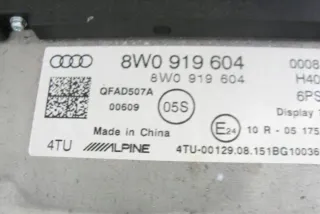 8W0 919 604 0008
8W0 919 604 H40
6PS
QFAD507A
00609
05S
Display
Made in China
E24 10 R - 05 175
4TU ALPINE 4TU-00129.08.151BG10036